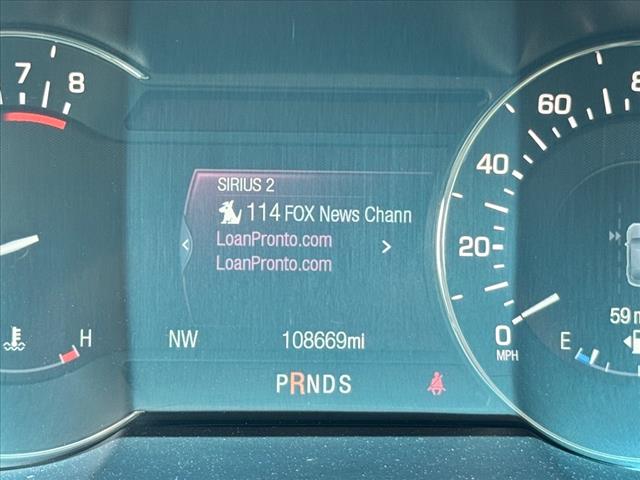 7 8
SIRIUS 2
114 FOX News Chann
LoanPronto.com
LoanPronto.com
H
NW 108669mi
PRNDS
60
40
20
0
MPH
59
E